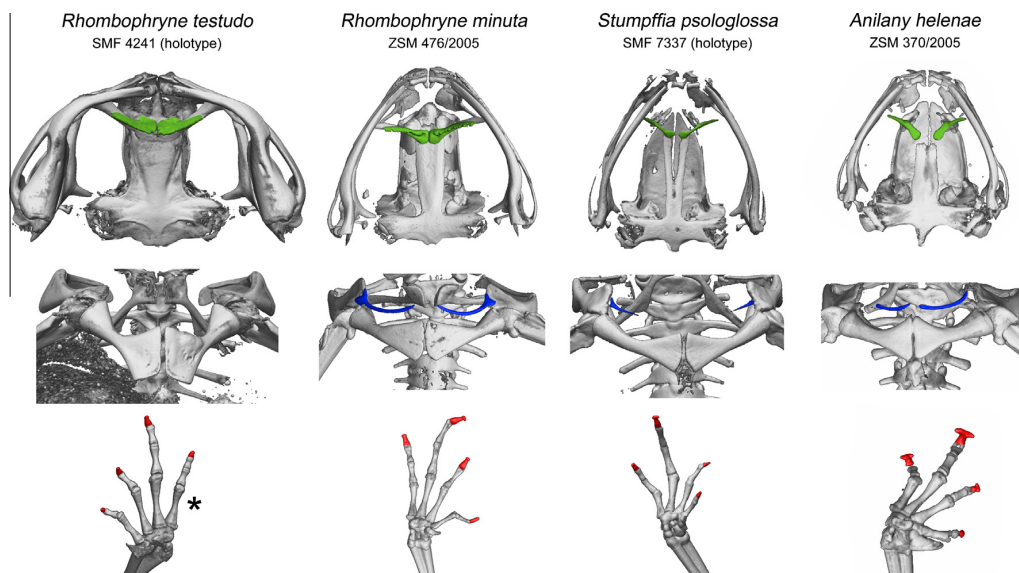 Rhombophryne testudo
SMF 4241 (holotype)
Rhombophryne minuta
ZSM 476/2005
Stumpffia psologlossa
SMF 7337 (holotype)
Anilany helenae
ZSM 370/2005
*